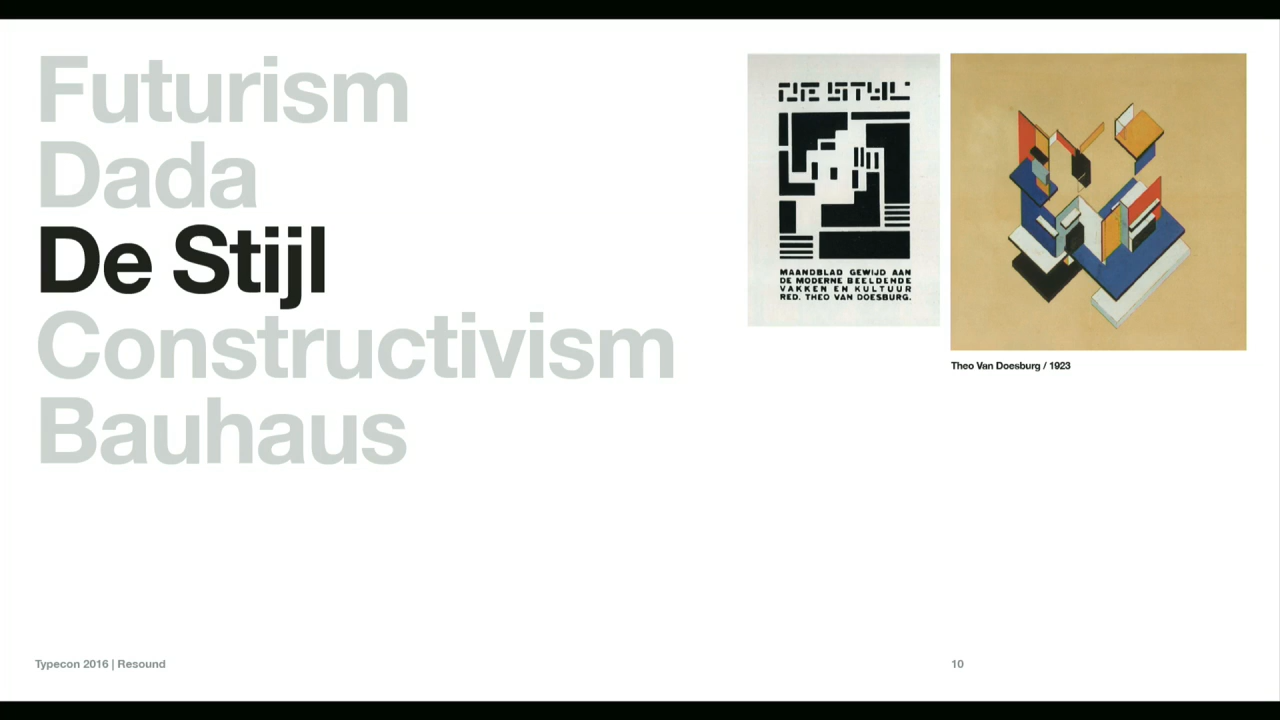 Futurism
Dada
De Stijl
Constructivism
Bauhaus
DE STIJL
MAANDBLAD GEWIJD AAN
DE MODERNE BEELDENDE
VAKKEN EN KULTUUR
RED. THEO VAN DOESBURG.
Theo Van Doesburg / 1923
Typecon 2016 | Resound
10